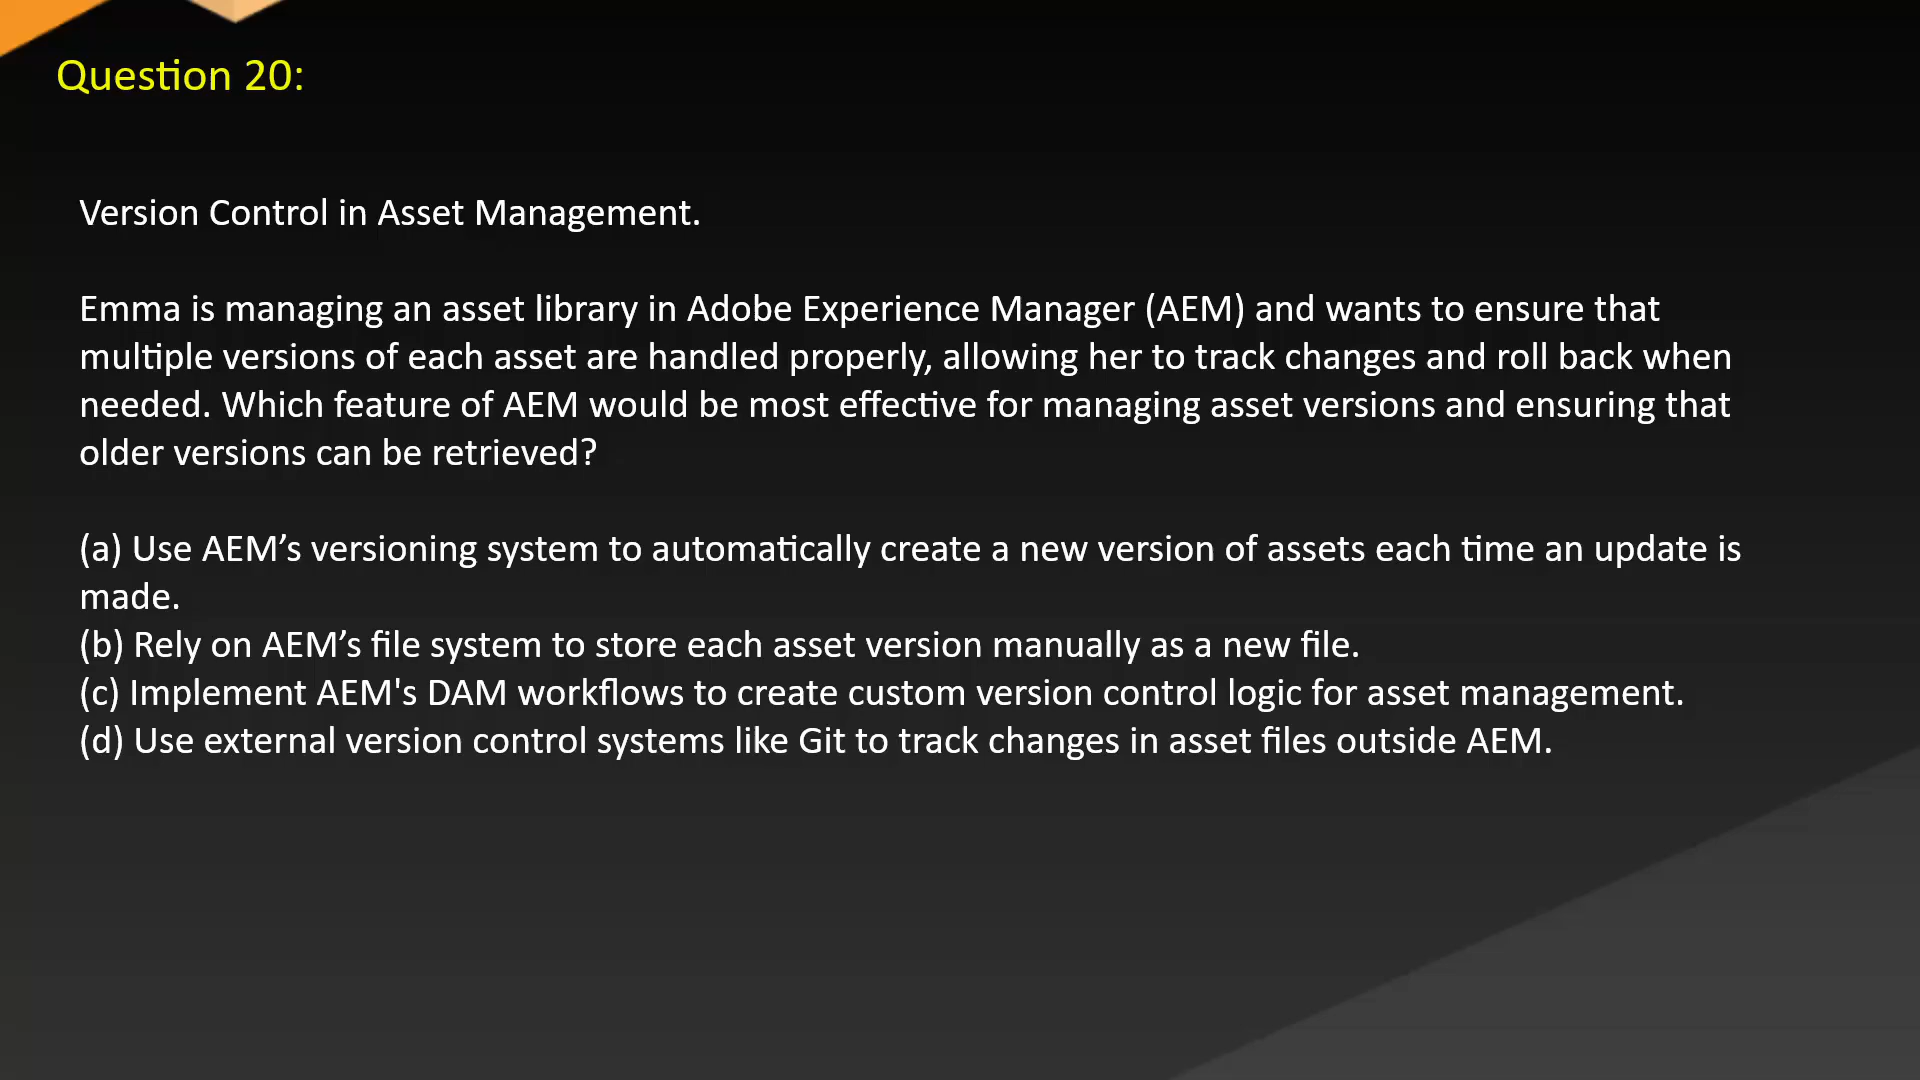 Question 20:
Version Control in Asset Management.
Emma is managing an asset library in Adobe Experience Manager (AEM) and wants to ensure that
multiple versions of each asset are handled properly, allowing her to track changes and roll back when
needed. Which feature of AEM would be most effective for managing asset versions and ensuring that
older versions can be retrieved?
(a) Use AEM’s versioning system to automatically create a new version of assets each time an update is
made.
(b) Rely on AEM’s file system to store each asset version manually as a new file.
(c) Implement AEM's DAM workflows to create custom version control logic for asset management.
(d) Use external version control systems like Git to track changes in asset files outside AEM.